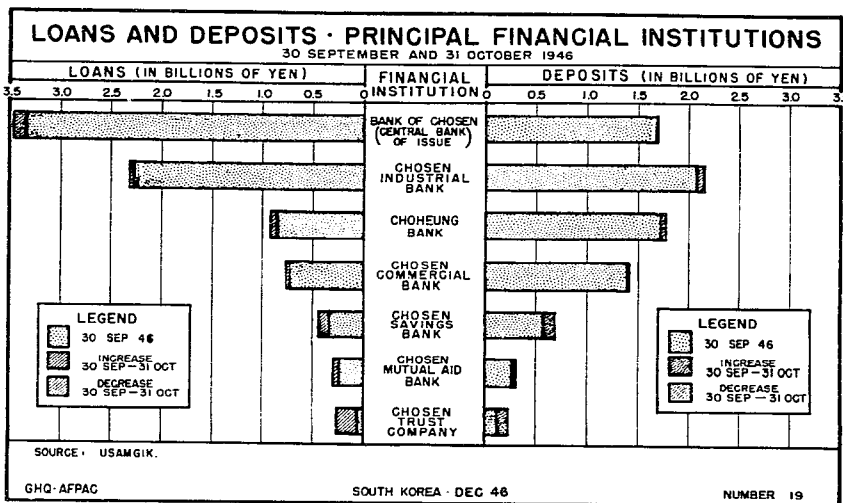 LOANS AND DEPOSITS · PRINCIPAL FINANCIAL INSTITUTIONS
30 SEPTEMBER AND 31 OCTOBER 1946
LOANS (IN BILLIONS OF YEN)
FINANCIAL
INSTITUTION
DEPOSITS (IN BILLIONS OF YEN)
3.5 3.0 2.5 2.0 1.5 1.0 0.5 0
0 0.5 1.0 1.5 2.0 2.5 3.0 3.
BANK OF CHOSEN
(CENTRAL BANK)
OF ISSUE
CHOSEN
INDUSTRIAL
BANK
CHOHEUNG
BANK
CHOSEN
COMMERCIAL
BANK
CHOSEN
SAVINGS
BANK
CHOSEN
MUTUAL AID
BANK
CHOSEN
TRUST
COMPANY
LEGEND
30 SEP 46
INCREASE
30 SEP-31 OCT
DECREASE
30 SEP-31 OCT
LEGEND
30 SEP 46
INCREASE
30 SEP-31 OCT
DECREASE
30 SEP-31 OCT
SOURCE: USAMGIK.
GHQ-AFPAC
SOUTH KOREA · DEC 46
NUMBER 19